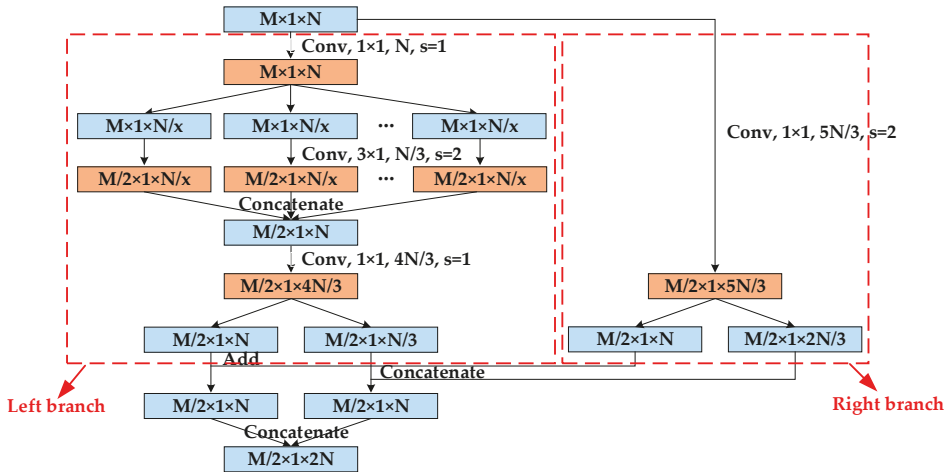 M×1×N
Conv, 1×1, N, s=1
M×1×N
M×1×N/x M×1×N/x ... M×1×N/x
Conv, 1×1, 5N/3, s=2
Conv, 3×1, N/3, s=2
M/2×1×N/x M/2×1×N/x ... M/2×1×N/x
Concatenate
M/2×1×N
Conv, 1×1, 4N/3, s=1
M/2×1×4N/3 M/2×1×5N/3
M/2×1×N M/2×1×N/3 M/2×1×N M/2×1×2N/3
Add
Concatenate
Left branch M/2×1×N M/2×1×N Right branch
Concatenate
M/2×1×2N